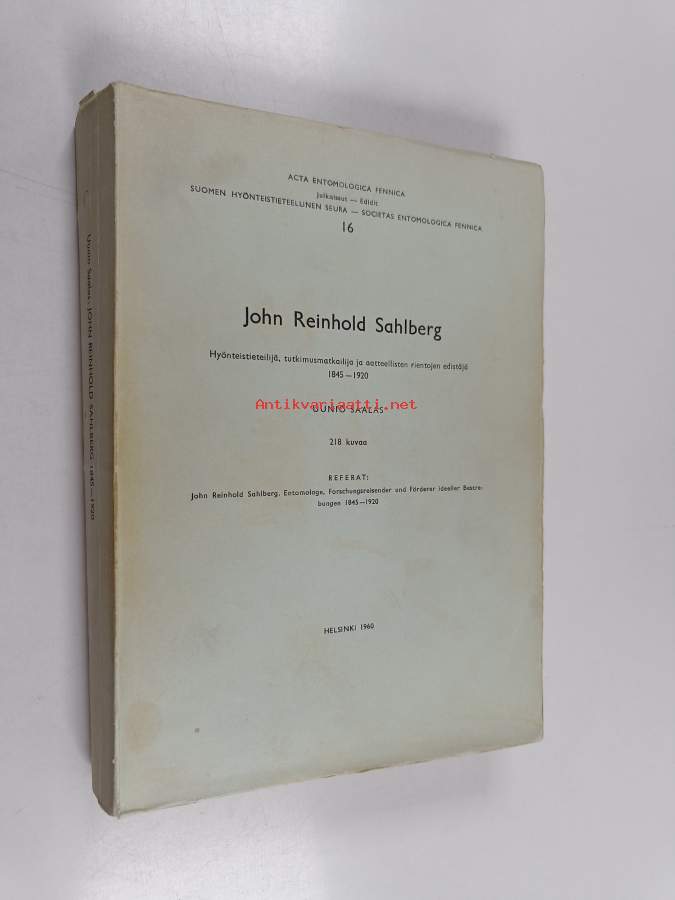 ACTA ENTOMOLOGICA FENNICA
Julkaissut — Edidit
SUOMEN HYÖNTEISTIETEELLINEN SEURA — SOCIETAS ENTOMOLOGICA FENNICA
16
John Reinhold Sahlberg
Hyönteistieteilijä, tutkimusmatkailija ja aatteellisten rientojen edistäjä
1845—1920
Antikvariaatti.net
UUNIO SAALAS
218 kuvaa
REFERAT:
John Reinhold Sahlberg, Entomologe, Forschungsreisender und Förderer ideeller Bestre-
bungen 1845—1920
HELSINKI 1960
Uunio Saalas: JOHN REINHOLD SAHLBERG 1845—1920